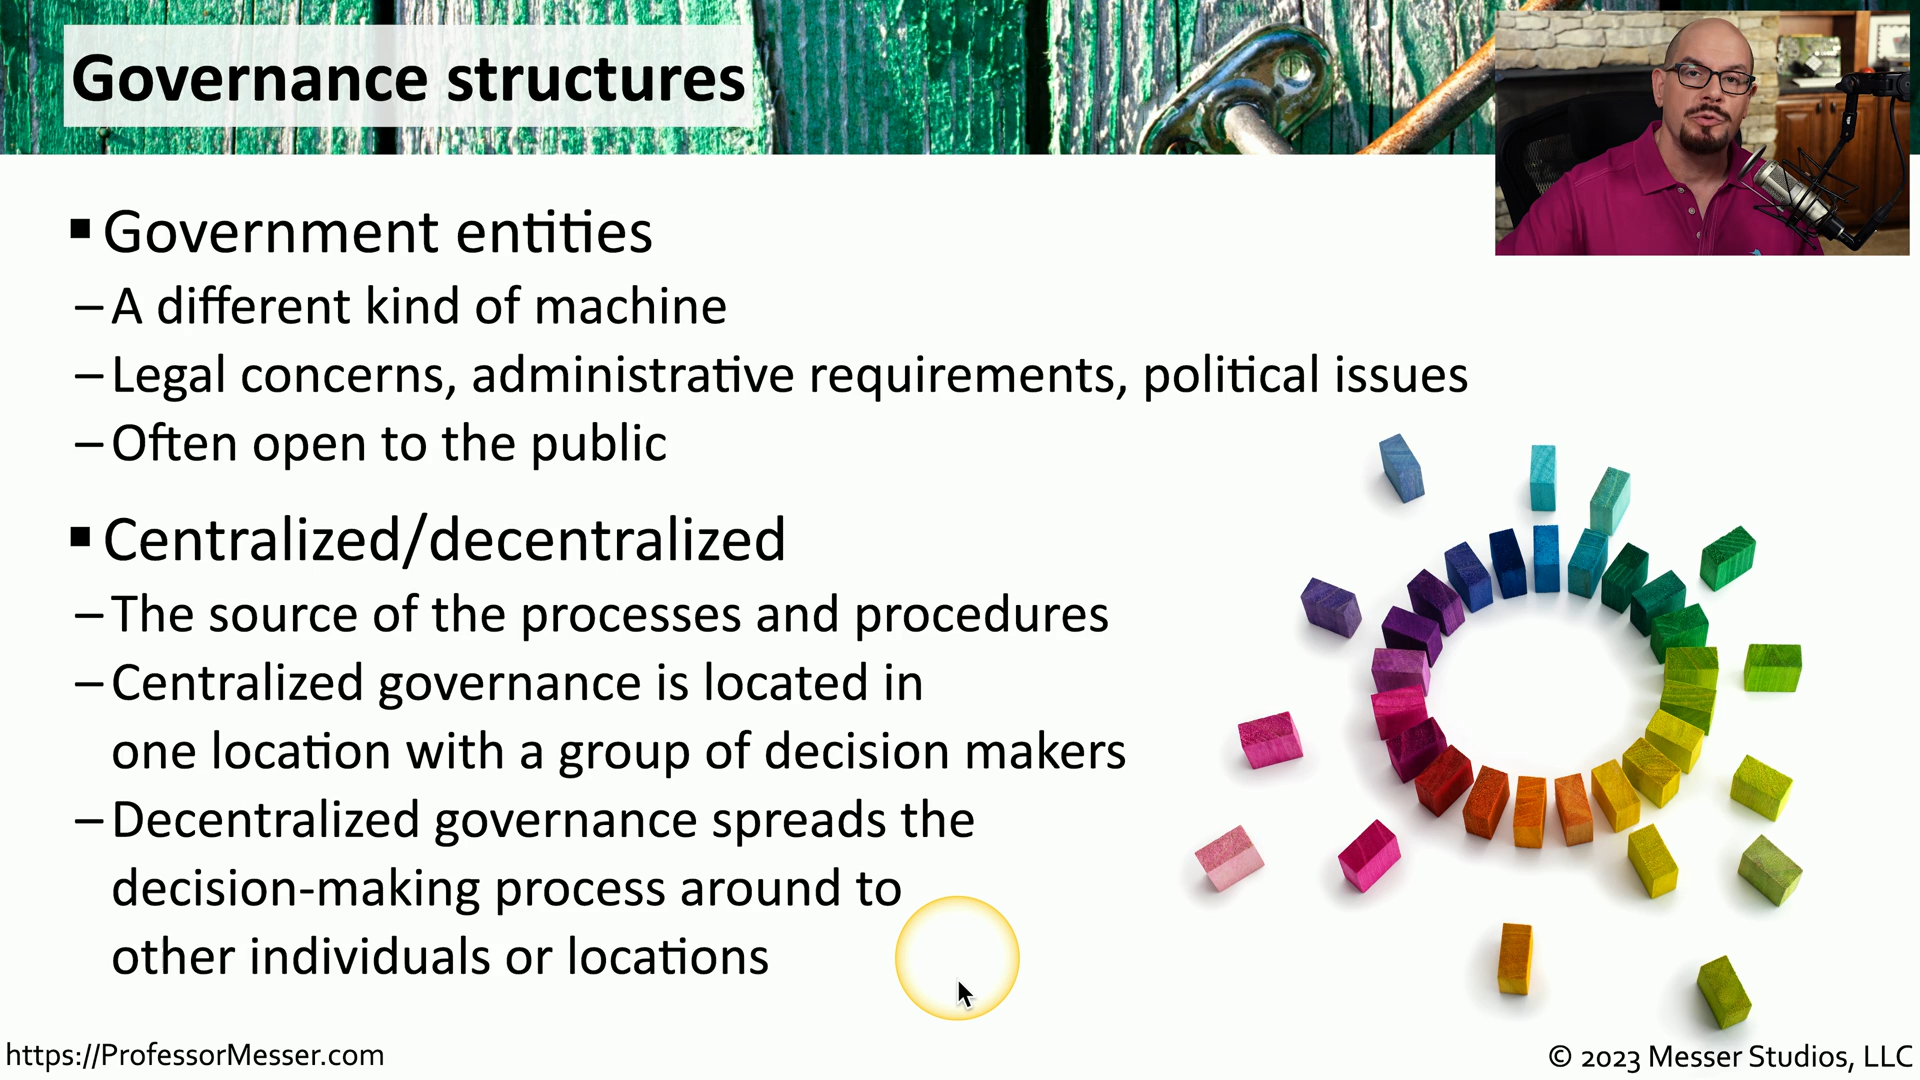 Governance structures
▪ Government entities
– A different kind of machine
– Legal concerns, administrative requirements, political issues
– Often open to the public
▪ Centralized/decentralized
– The source of the processes and procedures
– Centralized governance is located in
one location with a group of decision makers
– Decentralized governance spreads the
decision-making process around to
other individuals or locations
https://ProfessorMesser.com
© 2023 Messer Studios, LLC